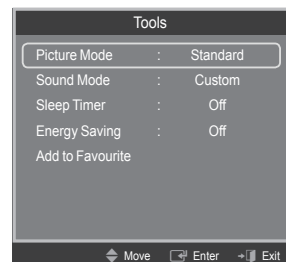 Tools
Picture Mode : Standard
Sound Mode : Custom
Sleep Timer : Off
Energy Saving : Off
Add to Favourite
Move Enter Exit